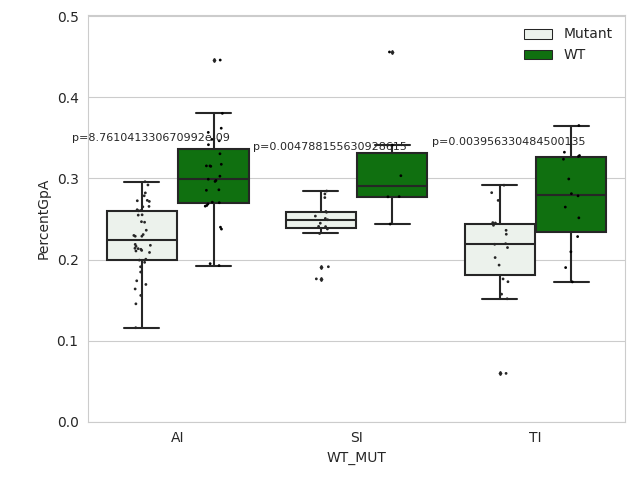 0.5
Mutant
WT
0.4
p=8.761041330670992e-09
p=0.003956330484500135
p=0.004788155630928615
0.3
PercentGpA
0.2
0.1
0.0
AI
SI
TI
WT_MUT